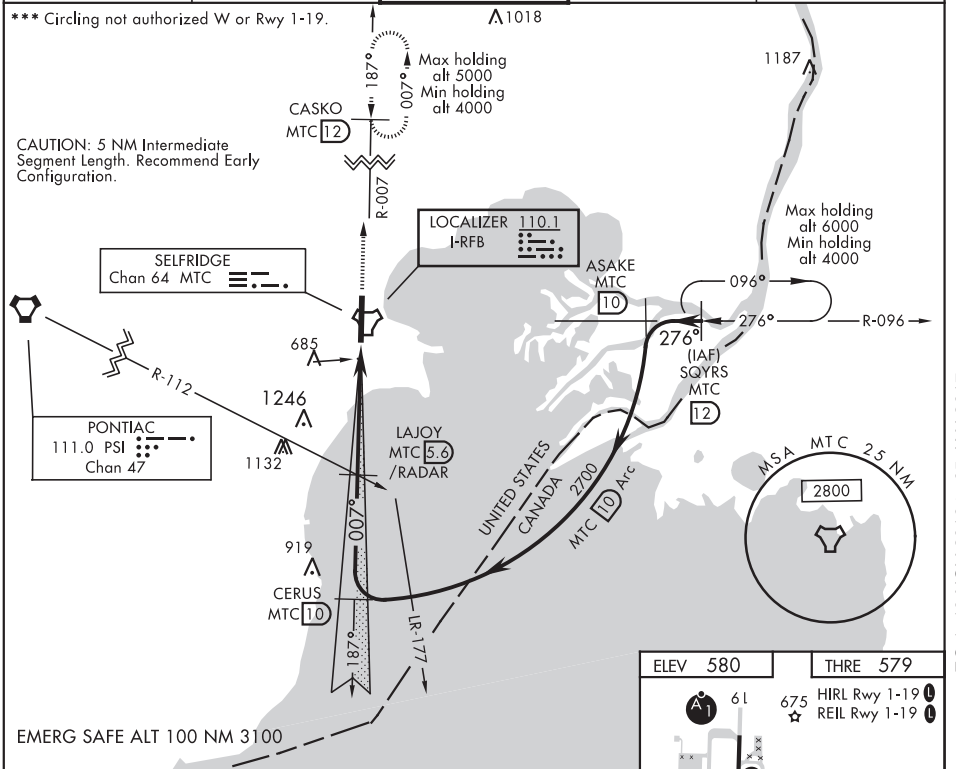 *** Circling not authorized W or Rwy 1-19.
1018
1187
187°
007°
Max holding
alt 5000
Min holding
alt 4000
CASKO
MTC 12
CAUTION: 5 NM Intermediate
Segment Length. Recommend Early
Configuration.
R-007
LOCALIZER 110.1
I-RFB
SELFRIDGE
Chan 64 MTC
Max holding
alt 6000
Min holding
alt 4000
ASAKE
MTC
10
096°
276°
R-096
276°
(IAF)
SQYRS
MTC
12
685
R-112
1246
1132
PONTIAC
111.0 PSI
Chan 47
LAJOY
MTC 5.6
/RADAR
UNITED STATES
CANADA
2700
MTC 10 Arc
MSA MTC 25 NM
2800
007°
919
CERUS
MTC 10
187°
LR-177
ELEV 580
THRE 579
A1
19
675
HIRL Rwy 1-19 L
REIL Rwy 1-19 L
EMERG SAFE ALT 100 NM 3100